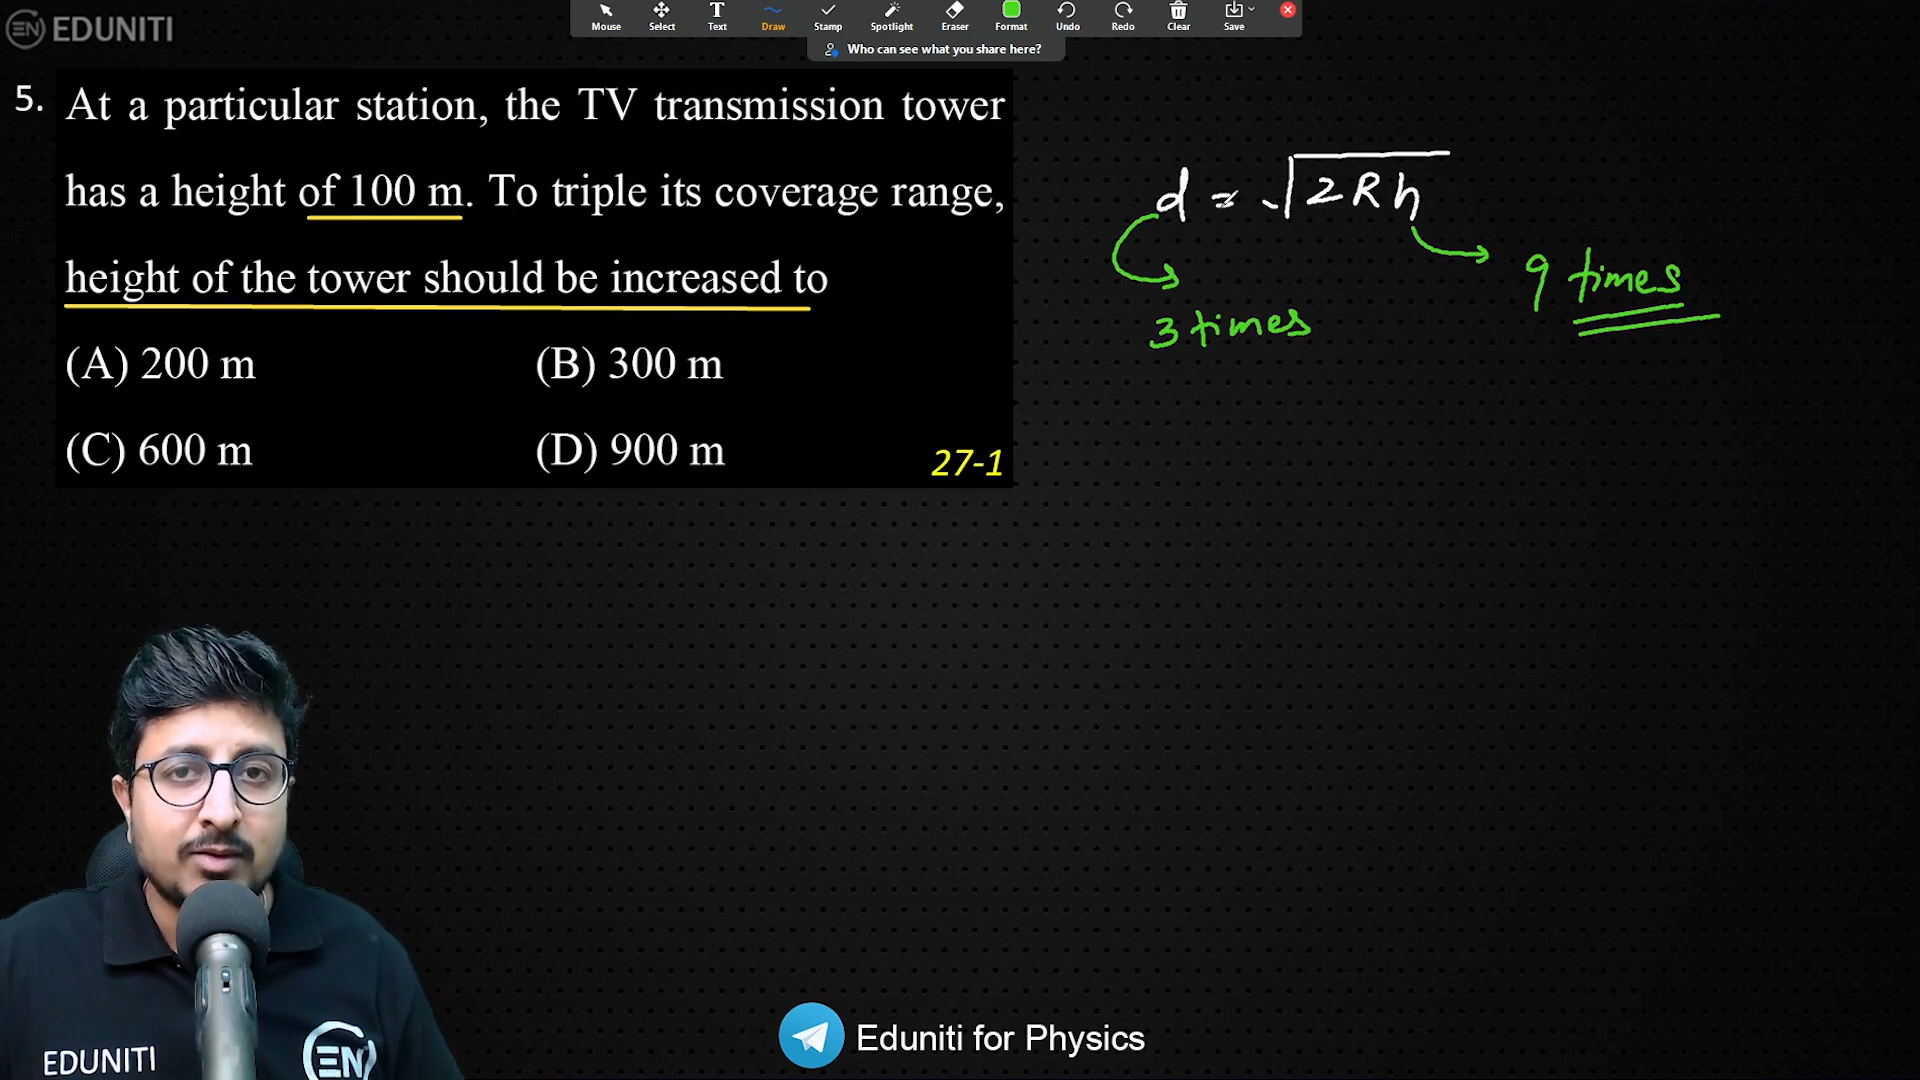 EN EDUNITI
Mouse Select Text Draw Stamp Spotlight Eraser Format Undo Redo Clear Save
Who can see what you share here?
5. At a particular station, the TV transmission tower
has a height of 100 m. To triple its coverage range,
height of the tower should be increased to
(A) 200 m (B) 300 m
(C) 600 m (D) 900 m
27-1
d = √2Rh
3 times
9 times
EDUNITI EN
Eduniti for Physics